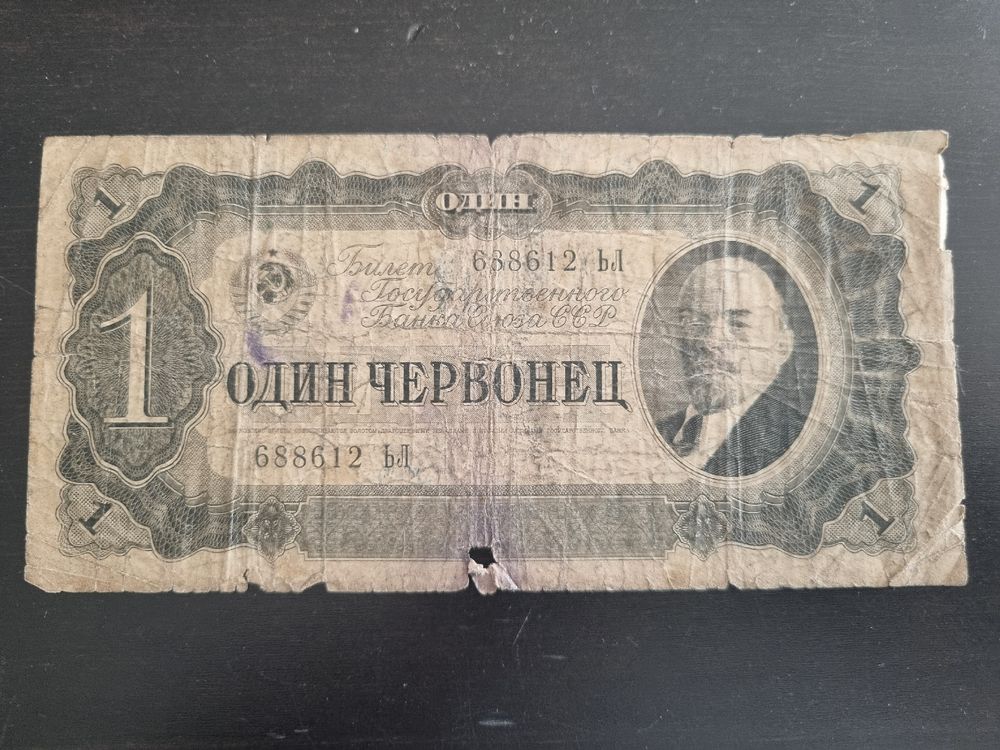 1 ОДИН 1
Билет 688612 ЬЛ
Государственного
Банка Союза ССР
1
ОДИН ЧЕРВОНЕЦ
688612 ЬЛ
1 1